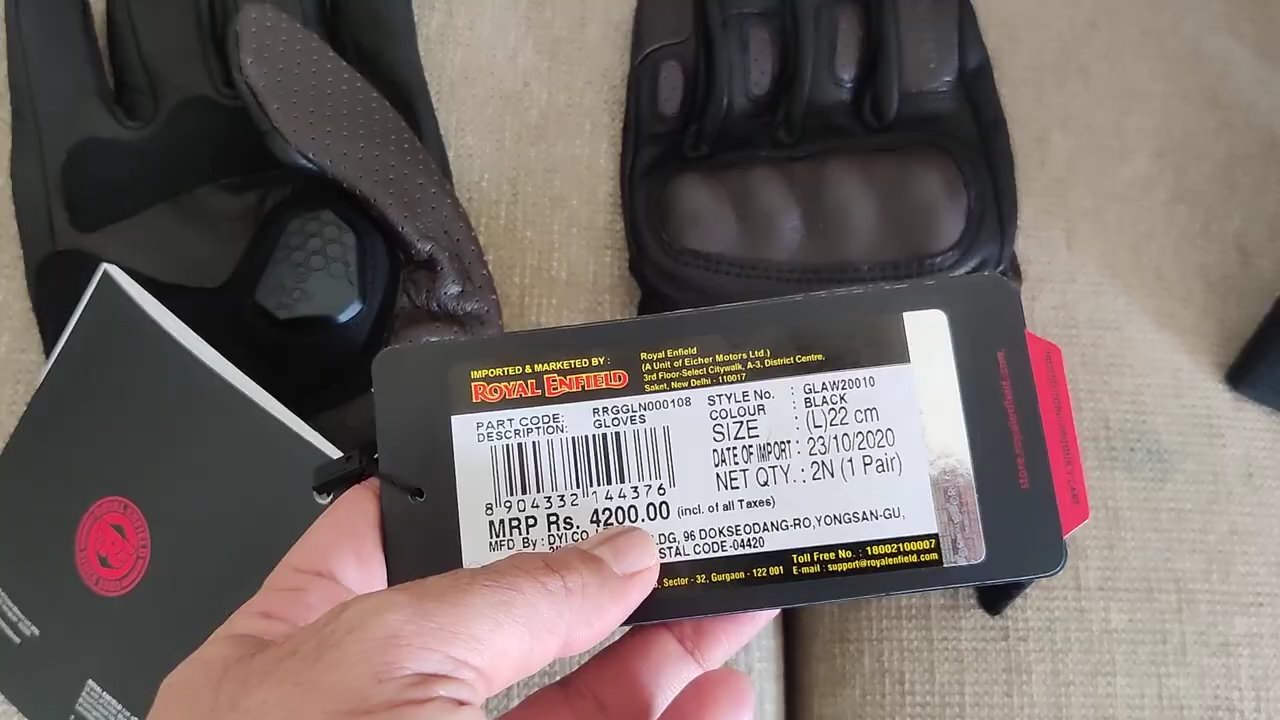 IMPORTED & MARKETED BY :
ROYAL ENFIELD
Royal Enfield
(A Unit of Eicher Motors Ltd.)
3rd Floor-Select Citywalk, A-3, District Centre,
Saket, New Delhi - 110017
PART CODE: RRGGLN000108
DESCRIPTION: GLOVES
8 904332 144376
STYLE No. : GLAW20010
COLOUR : BLACK
SIZE : (L)22 cm
DATE OF IMPORT : 23/10/2020
NET QTY. : 2N (1 Pair)
MRP Rs. 4200.00 (incl. of all Taxes)
MFD By : DYI CO. DG, 96 DOKSEODANG-RO,YONGSAN-GU,
STAL CODE-04420
, Sector - 32, Gurgaon - 122 001
Toll Free No. : 18002100007
E-mail : support@royalenfield.com
store.royalenfield.com